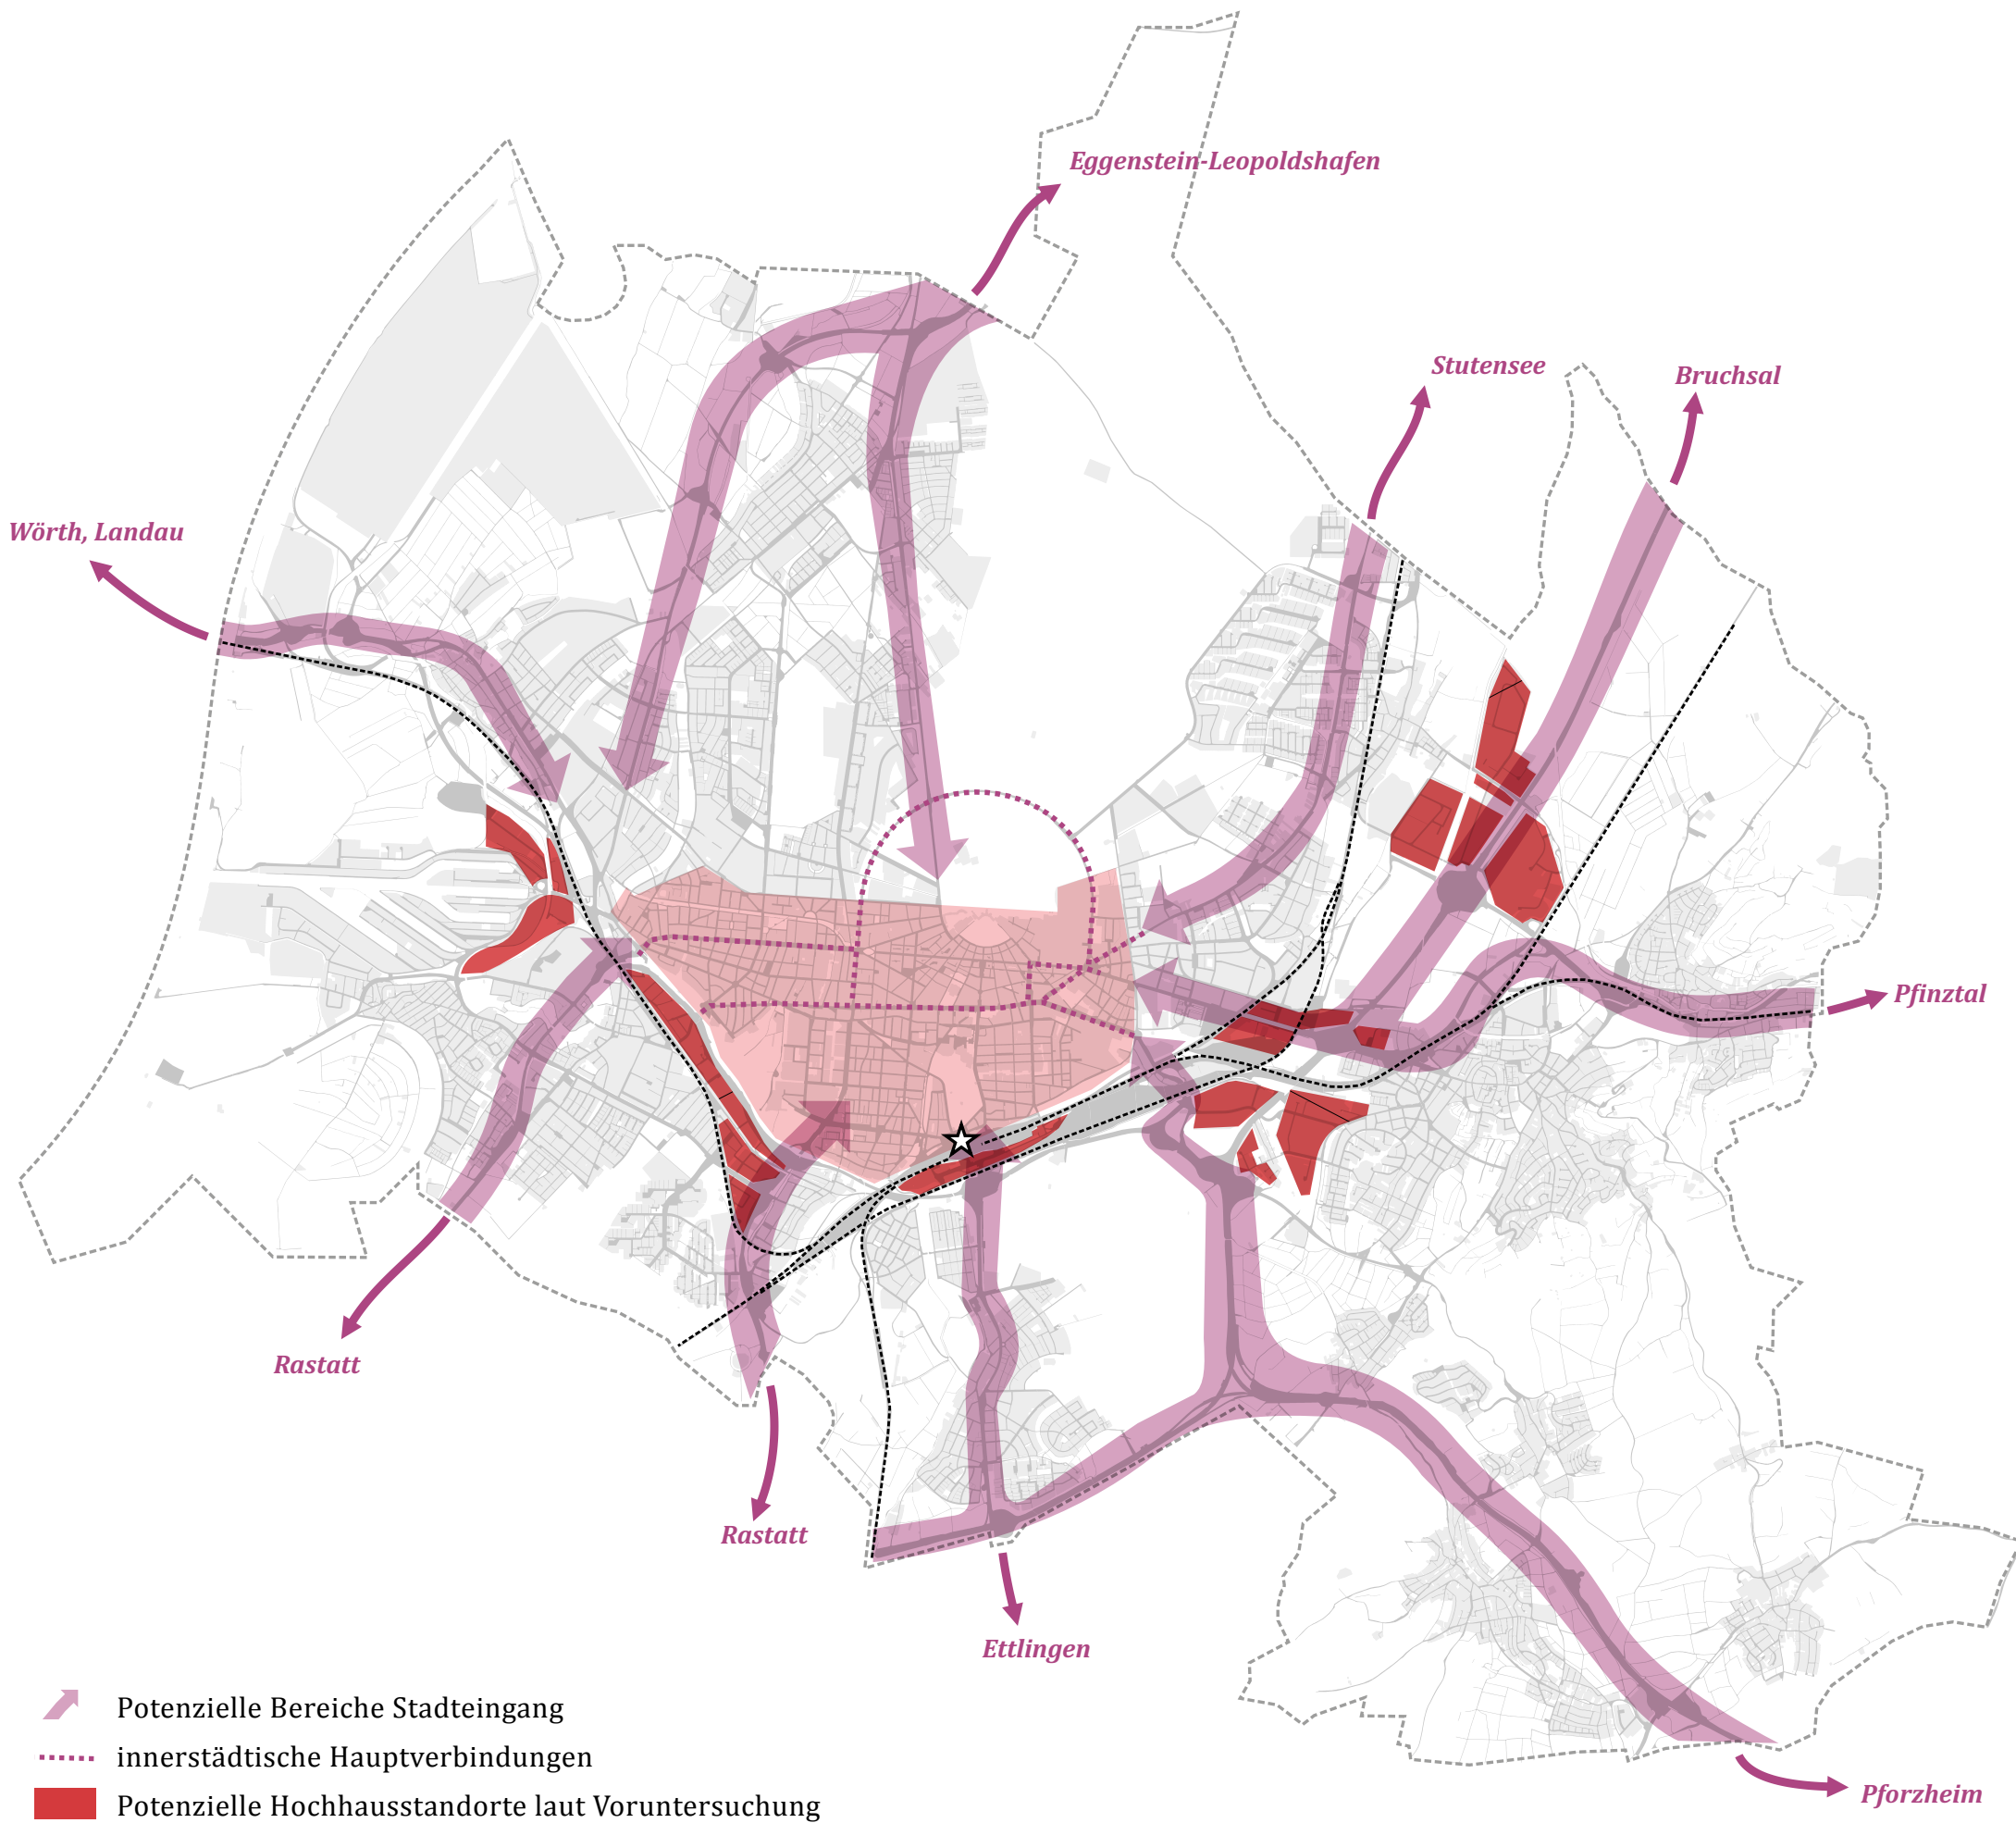 Eggenstein-Leopoldshafen
Stutensee
Bruchsal
Wörth, Landau
Pfinztal
Rastatt
Rastatt
Ettlingen
Pforzheim
Potenzielle Bereiche Stadteingang
innerstädtische Hauptverbindungen
Potenzielle Hochhausstandorte laut Voruntersuchung